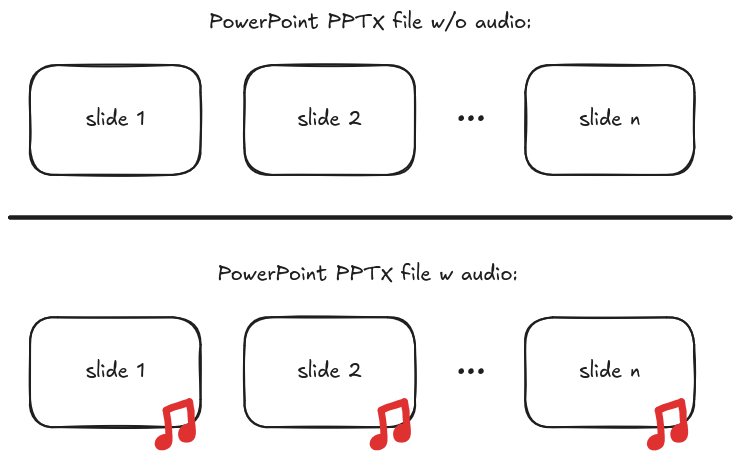 PowerPoint PPTX file w/o audio:
slide 1 slide 2 ... slide n
PowerPoint PPTX file w audio:
slide 1 slide 2 ... slide n